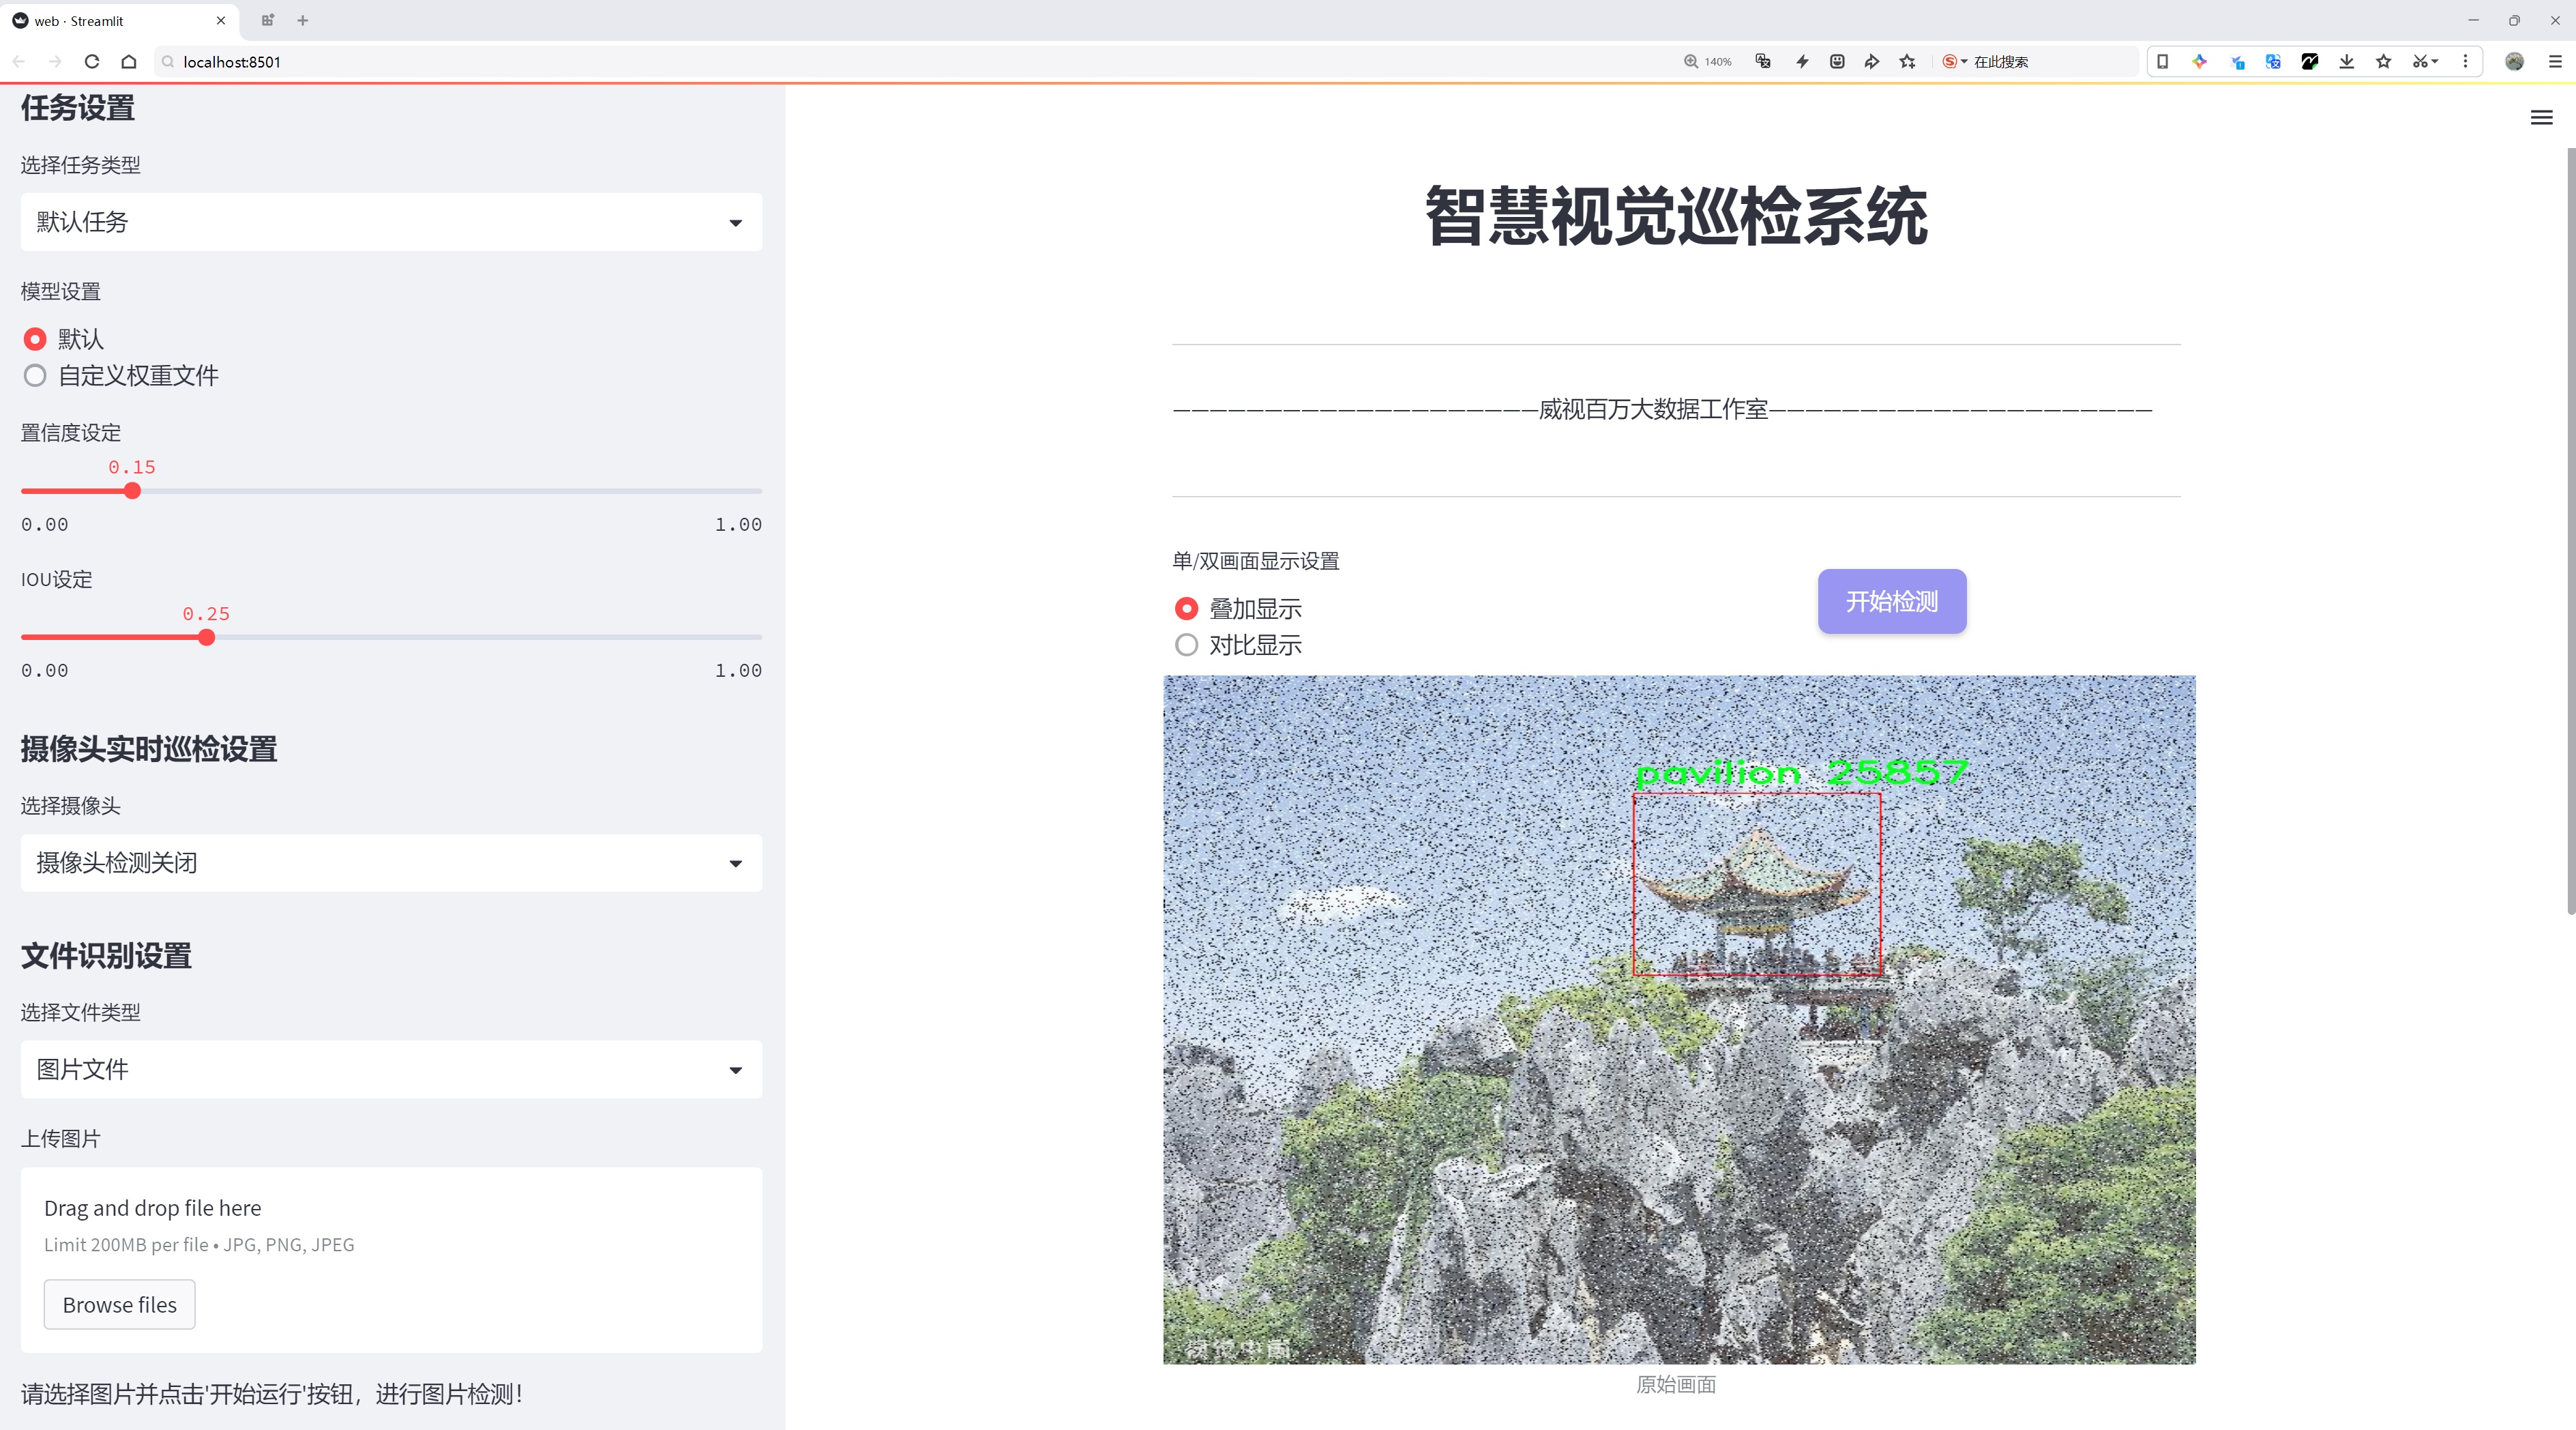 web · Streamlit
localhost:8501
140%
在此搜索
任务设置
选择任务类型
默认任务
模型设置
默认
自定义权重文件
置信度设定
0.15
0.00
1.00
IOU设定
0.25
0.00
1.00
摄像头实时巡检设置
选择摄像头
摄像头检测关闭
文件识别设置
选择文件类型
图片文件
上传图片
Drag and drop file here
Limit 200MB per file • JPG, PNG, JPEG
Browse files
请选择图片并点击'开始运行'按钮，进行图片检测！
智慧视觉巡检系统
————————————————————威视百万大数据工作室—————————————————————
单/双画面显示设置
叠加显示
对比显示
开始检测
pavilion 25857
原始画面